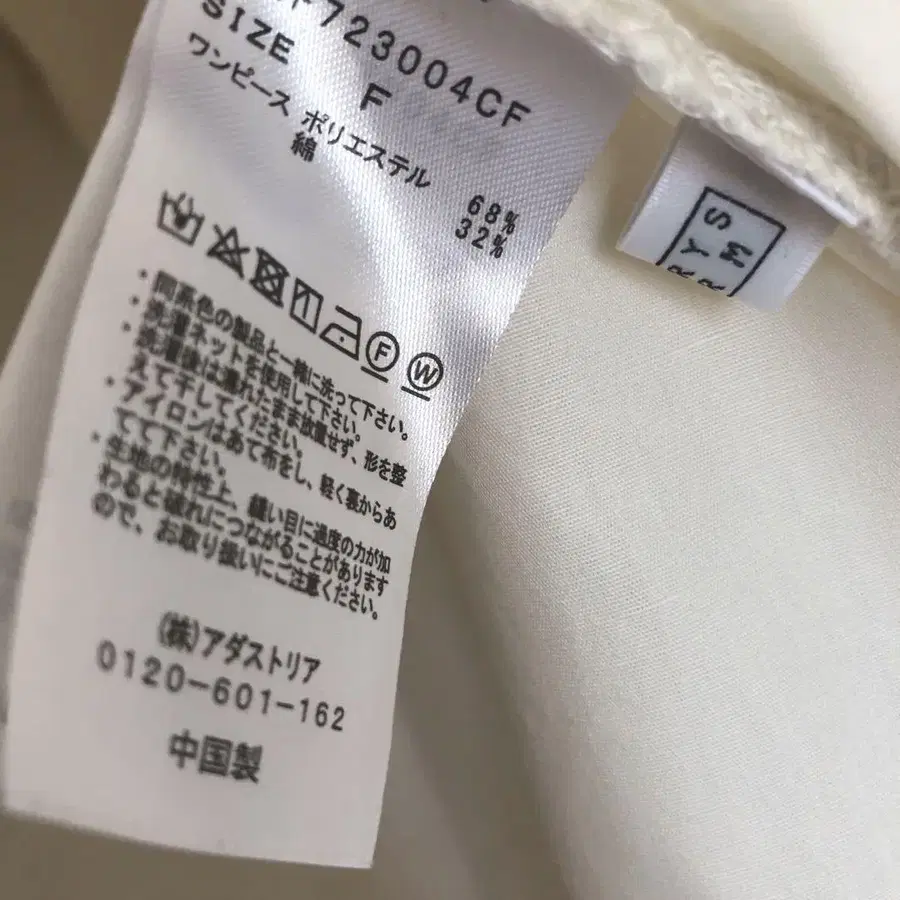 723004CF
SIZE
F
ワンピース ポリエステル 68%
綿 32%
F W
・同系色の製品と一緒に洗って下さい。
・洗濯ネットを使用して下さい。
・洗濯後は濡れたまま放置せず、形を整
えて干してください。
・アイロンはあて布をし、軽く裏からあ
てて下さい。
・生地の特性上、縫い目に過度の力が加
わると破れにつながることがあります
ので、お取り扱いにご注意ください。
(株)アダストリア
0120-601-162
中国製